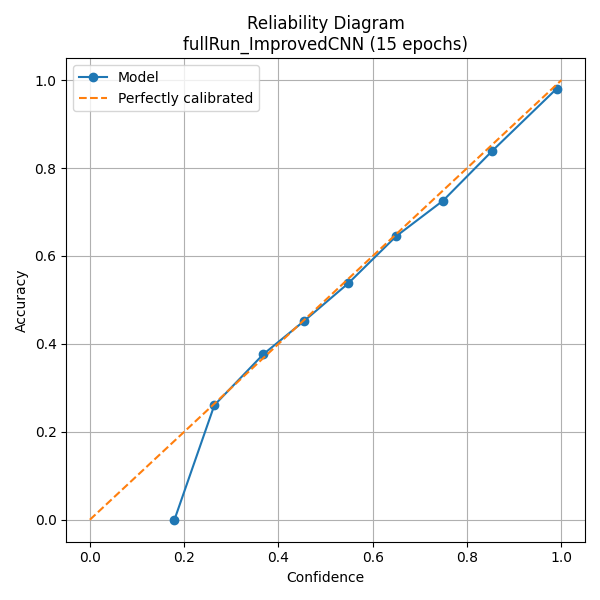 Reliability Diagram
fullRun_ImprovedCNN (15 epochs)
Model
Perfectly calibrated
1.0
0.8
0.6
0.4
0.2
0.0
Accuracy
0.0 0.2 0.4 0.6 0.8 1.0
Confidence